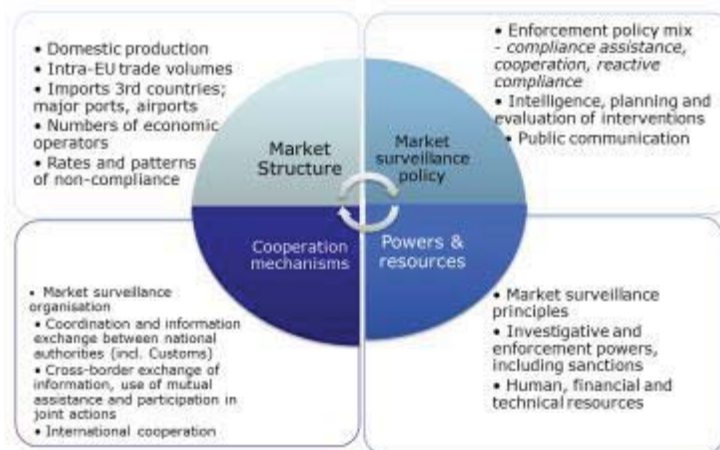 • Domestic production
• Intra-EU trade volumes
• Imports 3rd countries;
major ports, airports
• Numbers of economic
operators
• Rates and patterns
of non-compliance
Market
Structure
• Enforcement policy mix
- compliance assistance,
cooperation, reactive
compliance
• Intelligence, planning and
evaluation of interventions
• Public communication
Market
surveillance
policy
Cooperation
mechanisms
• Market surveillance
organisation
• Coordination and information
exchange between national
authorities (incl. Customs)
• Cross-border exchange of
information, use of mutual
assistance and participation in
joint actions
• International cooperation
Powers &
resources
• Market surveillance
principles
• Investigative and
enforcement powers,
including sanctions
• Human, financial and
technical resources